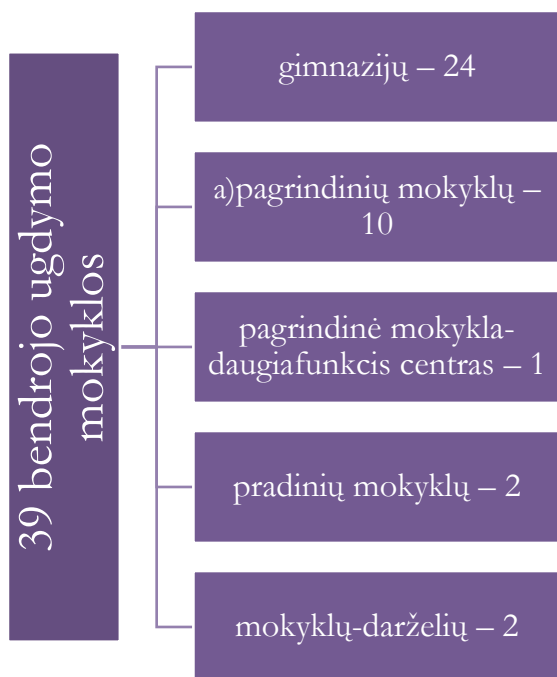 39 bendrojo ugdymo
mokyklos
gimnazijų – 24
a)pagrindinių mokyklų –
10
pagrindinė mokykla-
daugiafunkcis centras – 1
pradinių mokyklų – 2
mokyklų-darželių – 2